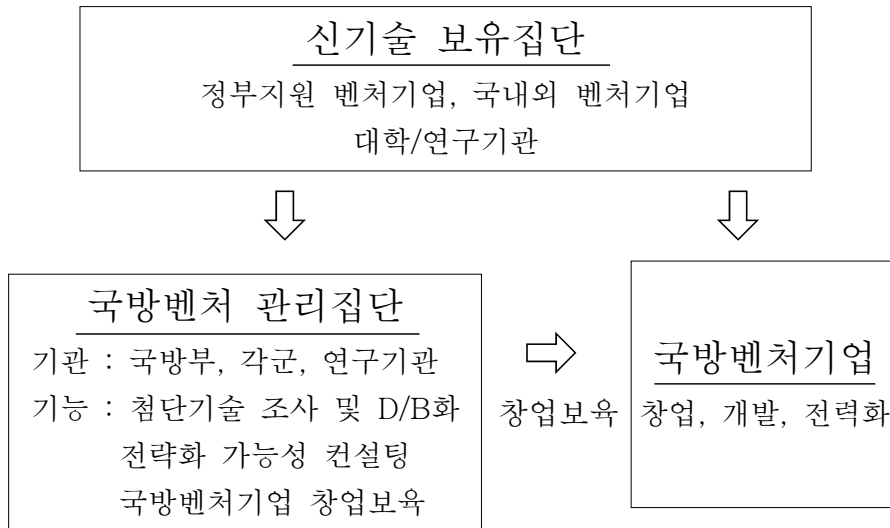 신기술 보유집단
정부지원 벤처기업, 국내외 벤처기업
대학/연구기관
국방벤처 관리집단
기관 : 국방부, 각군, 연구기관
기능 : 첨단기술 조사 및 D/B화
전략화 가능성 컨설팅
국방벤처기업 창업보육
창업보육
국방벤처기업
창업, 개발, 전력화